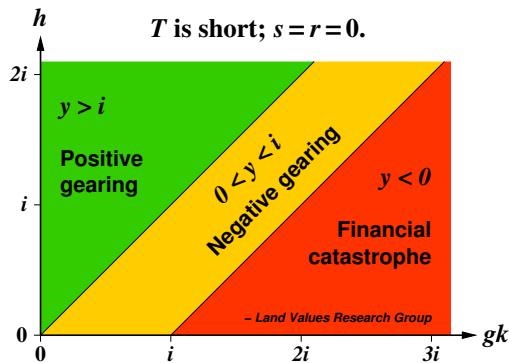 h
T is short; s = r = 0.
2i
y > i
Positive
gearing
0 < y < i
Negative gearing
y < 0
i
Financial
catastrophe
– Land Values Research Group
0
0
i
2i
3i
gk